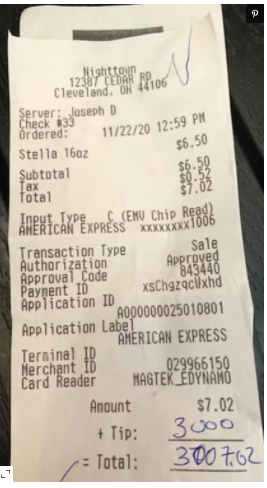 Nighttown
12387 CEDAR RD
Cleveland, OH 44106
Server: Joseph D
Check #33
Ordered: 11/22/20 12:59 PM
Stella 16oz $6.50
Subtotal $6.50
Tax $0.52
Total $7.02
Input Type C (EMV Chip Read)
AMERICAN EXPRESS xxxxxxxx1006
Transaction Type Sale
Authorization Approved
Approval Code 843440
Payment ID xsChgzqcUxhd
Application ID
A000000025010801
Application Label
AMERICAN EXPRESS
Terminal ID
Merchant ID 029966150
Card Reader MAGTEK_EDYNAMO
Amount $7.02
+ Tip: 3000
= Total: 3007.02